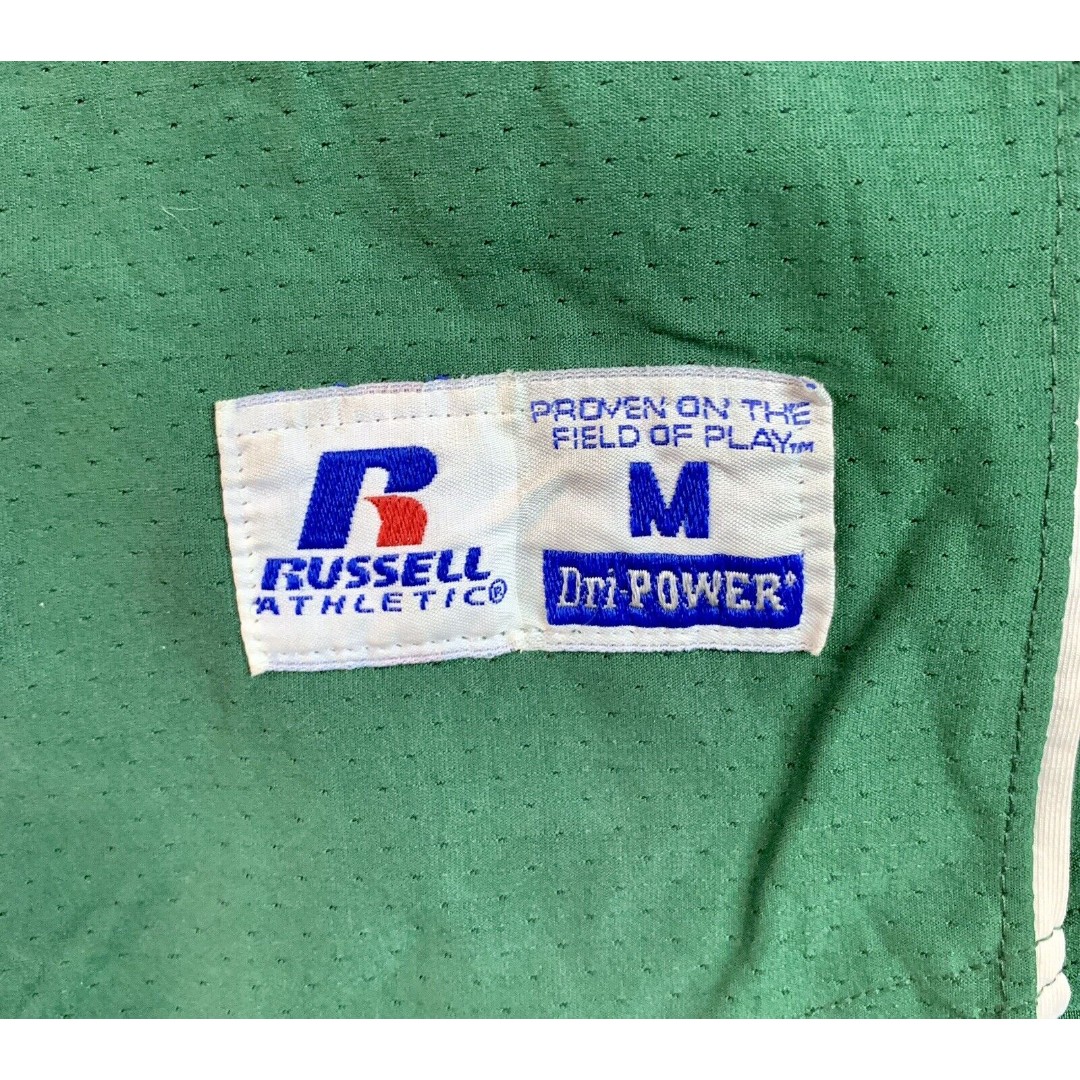 R
RUSSELL
ATHLETIC®
PROVEN ON THE
FIELD OF PLAY™
M
Dri-POWER®